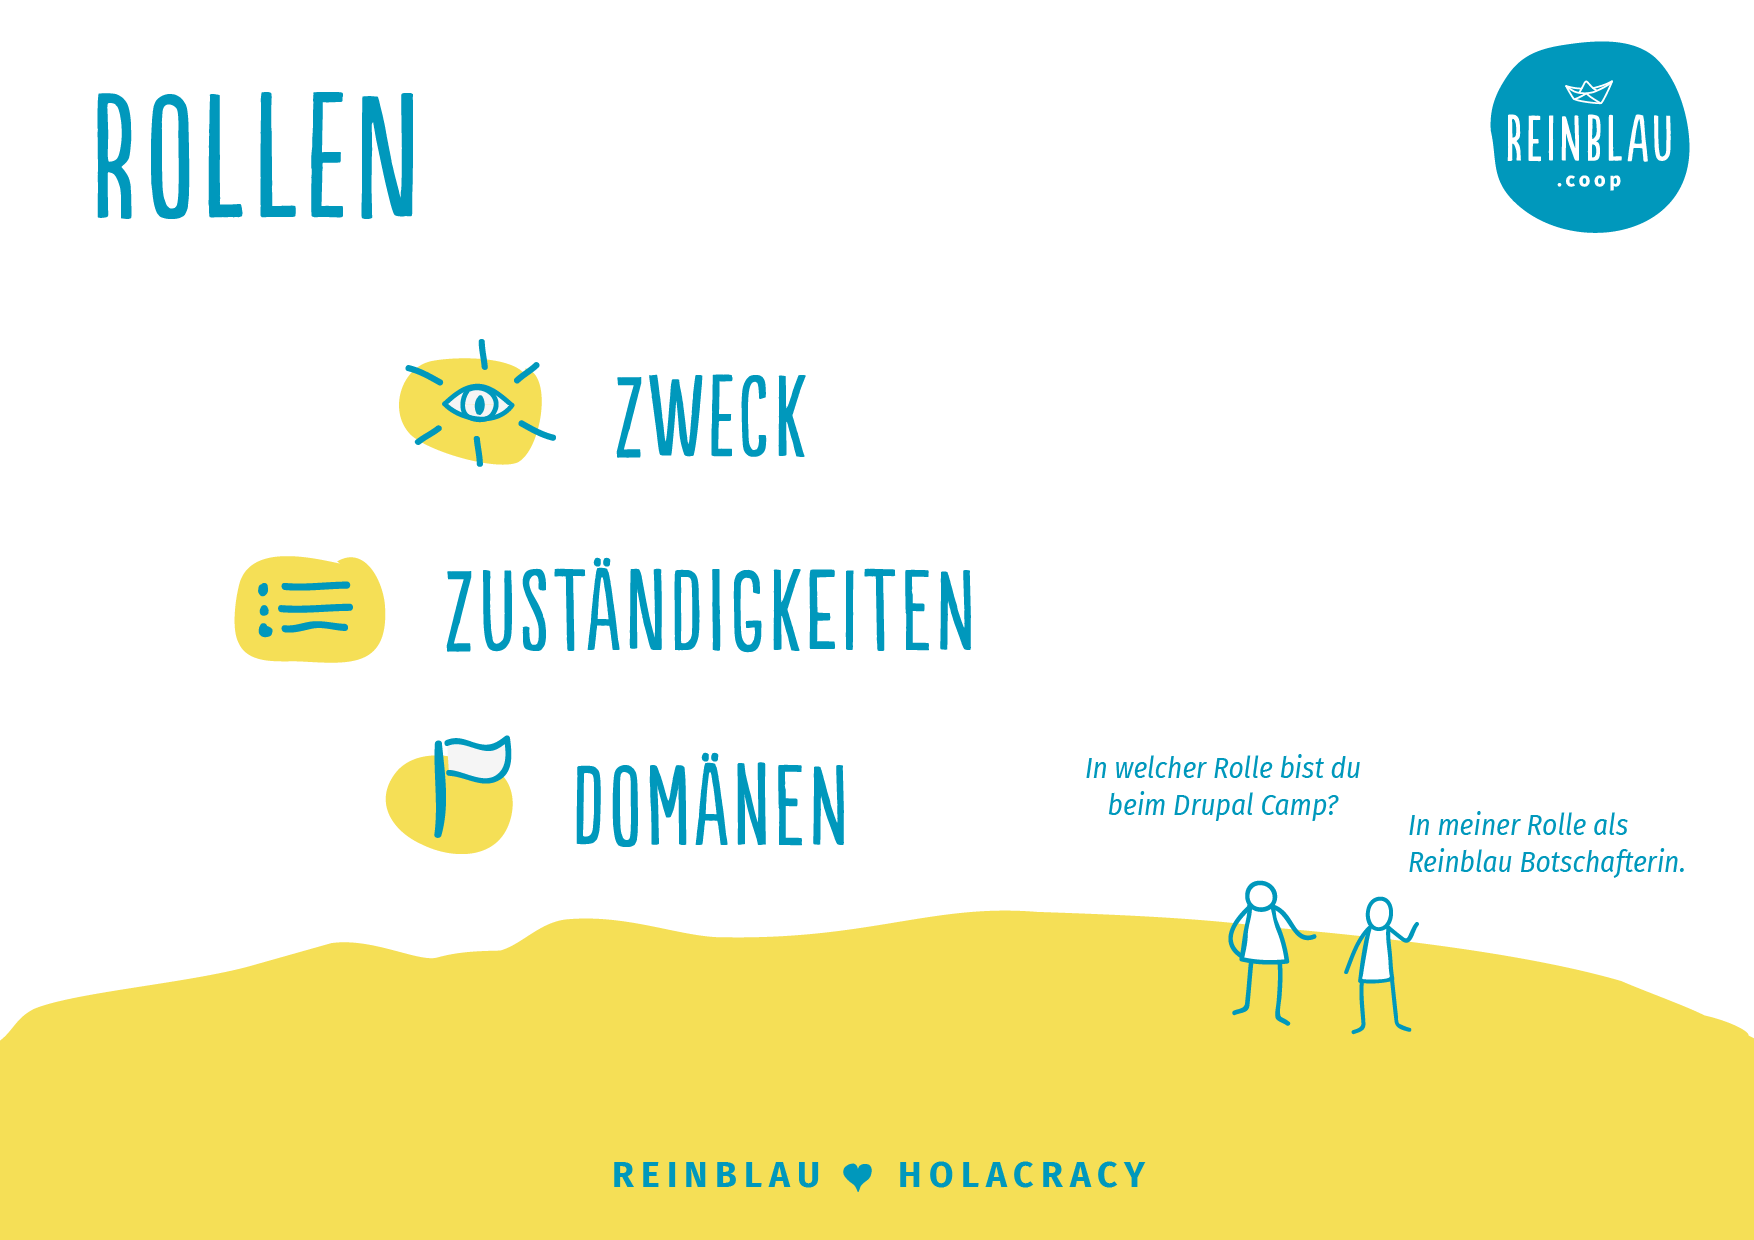 ROLLEN
REINBLAU
.coop
ZWECK
ZUSTÄNDIGKEITEN
DOMÄNEN
In welcher Rolle bist du
beim Drupal Camp?
In meiner Rolle als
Reinblau Botschafterin.
REINBLAU ♥ HOLACRACY